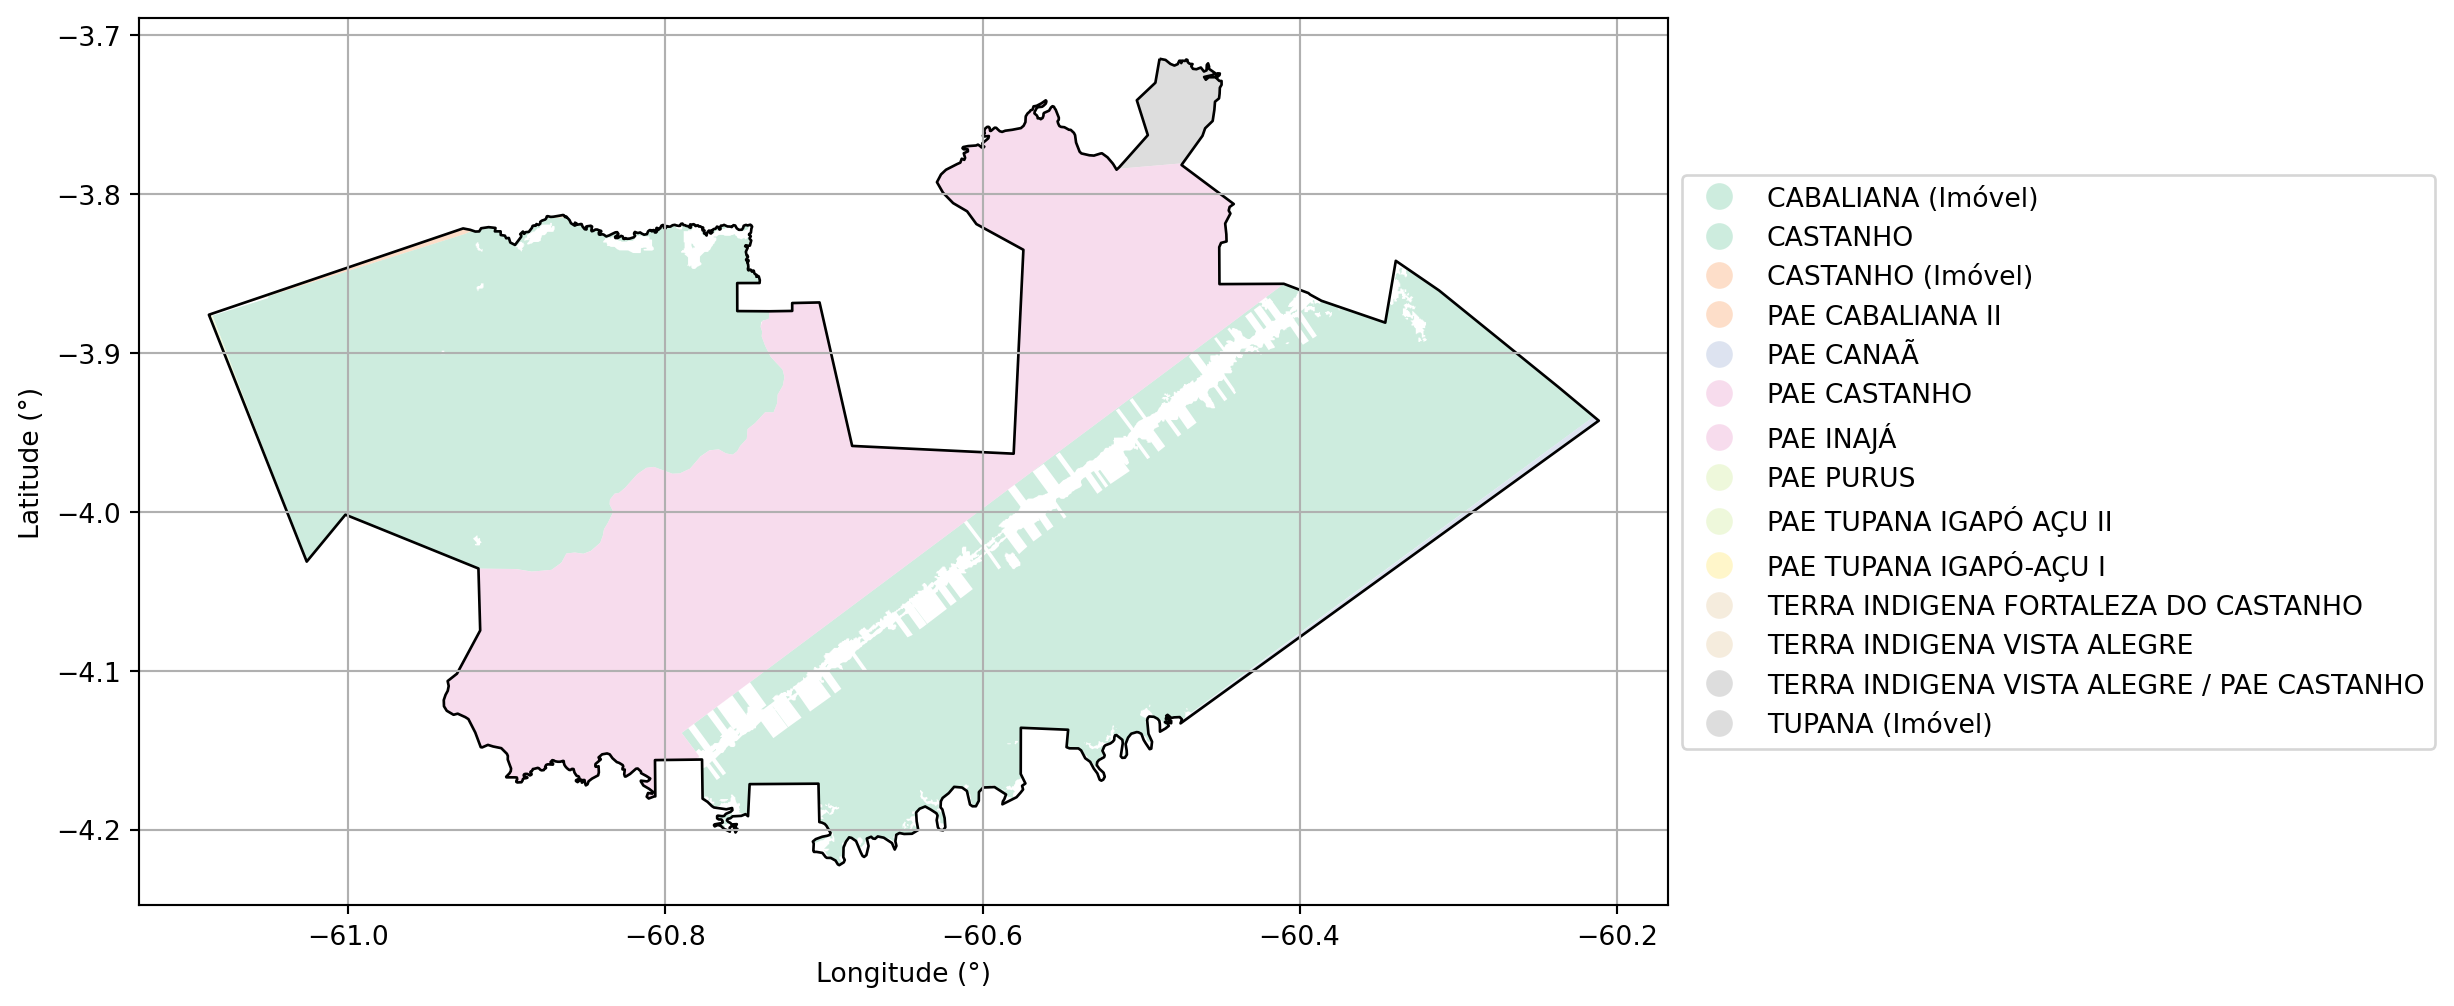 −3.7
−3.8
−3.9
−4.0
−4.1
−4.2
Latitude (°)
−61.0
−60.8
−60.6
−60.4
−60.2
Longitude (°)
CABALIANA (Imóvel)
CASTANHO
CASTANHO (Imóvel)
PAE CABALIANA II
PAE CANAÃ
PAE CASTANHO
PAE INAJÁ
PAE PURUS
PAE TUPANA IGAPÓ AÇU II
PAE TUPANA IGAPÓ-AÇU I
TERRA INDIGENA FORTALEZA DO CASTANHO
TERRA INDIGENA VISTA ALEGRE
TERRA INDIGENA VISTA ALEGRE / PAE CASTANHO
TUPANA (Imóvel)